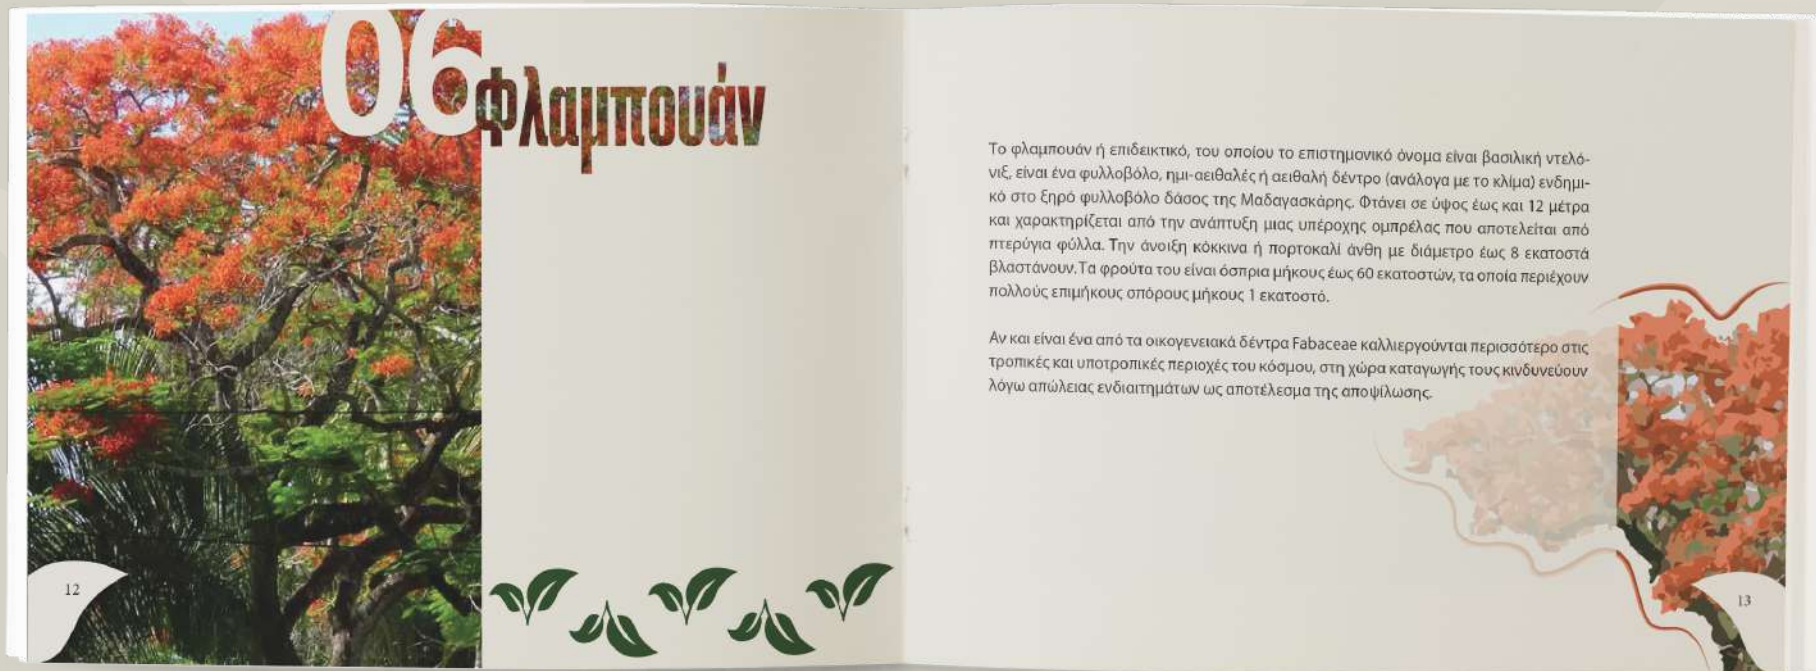 06
Φλαμπουάν
Το φλαμπουάν ή επιδεικτικό, του οποίου το επιστημονικό όνομα είναι βασιλική ντελό-
νιξ, είναι ένα φυλλοβόλο, ημι-αειθαλές ή αειθαλή δέντρο (ανάλογα με το κλίμα) ενδημι-
κό στο ξηρό φυλλοβόλο δάσος της Μαδαγασκάρης. Φτάνει σε ύψος έως και 12 μέτρα
και χαρακτηρίζεται από την ανάπτυξη μιας υπέροχης ομπρέλας που αποτελείται από
πτερύγια φύλλα. Την άνοιξη κόκκινα ή πορτοκαλί άνθη με διάμετρο έως 8 εκατοστά
βλαστάνουν. Τα φρούτα του είναι όσπρια μήκους έως 60 εκατοστών, τα οποία περιέχουν
πολλούς επιμήκους σπόρους μήκους 1 εκατοστό.
Αν και είναι ένα από τα οικογενειακά δέντρα Fabaceae καλλιεργούνται περισσότερο στις
τροπικές και υποτροπικές περιοχές του κόσμου, στη χώρα καταγωγής τους κινδυνεύουν
λόγω απώλειας ενδιαιτημάτων ως αποτέλεσμα της αποψίλωσης.
12
13